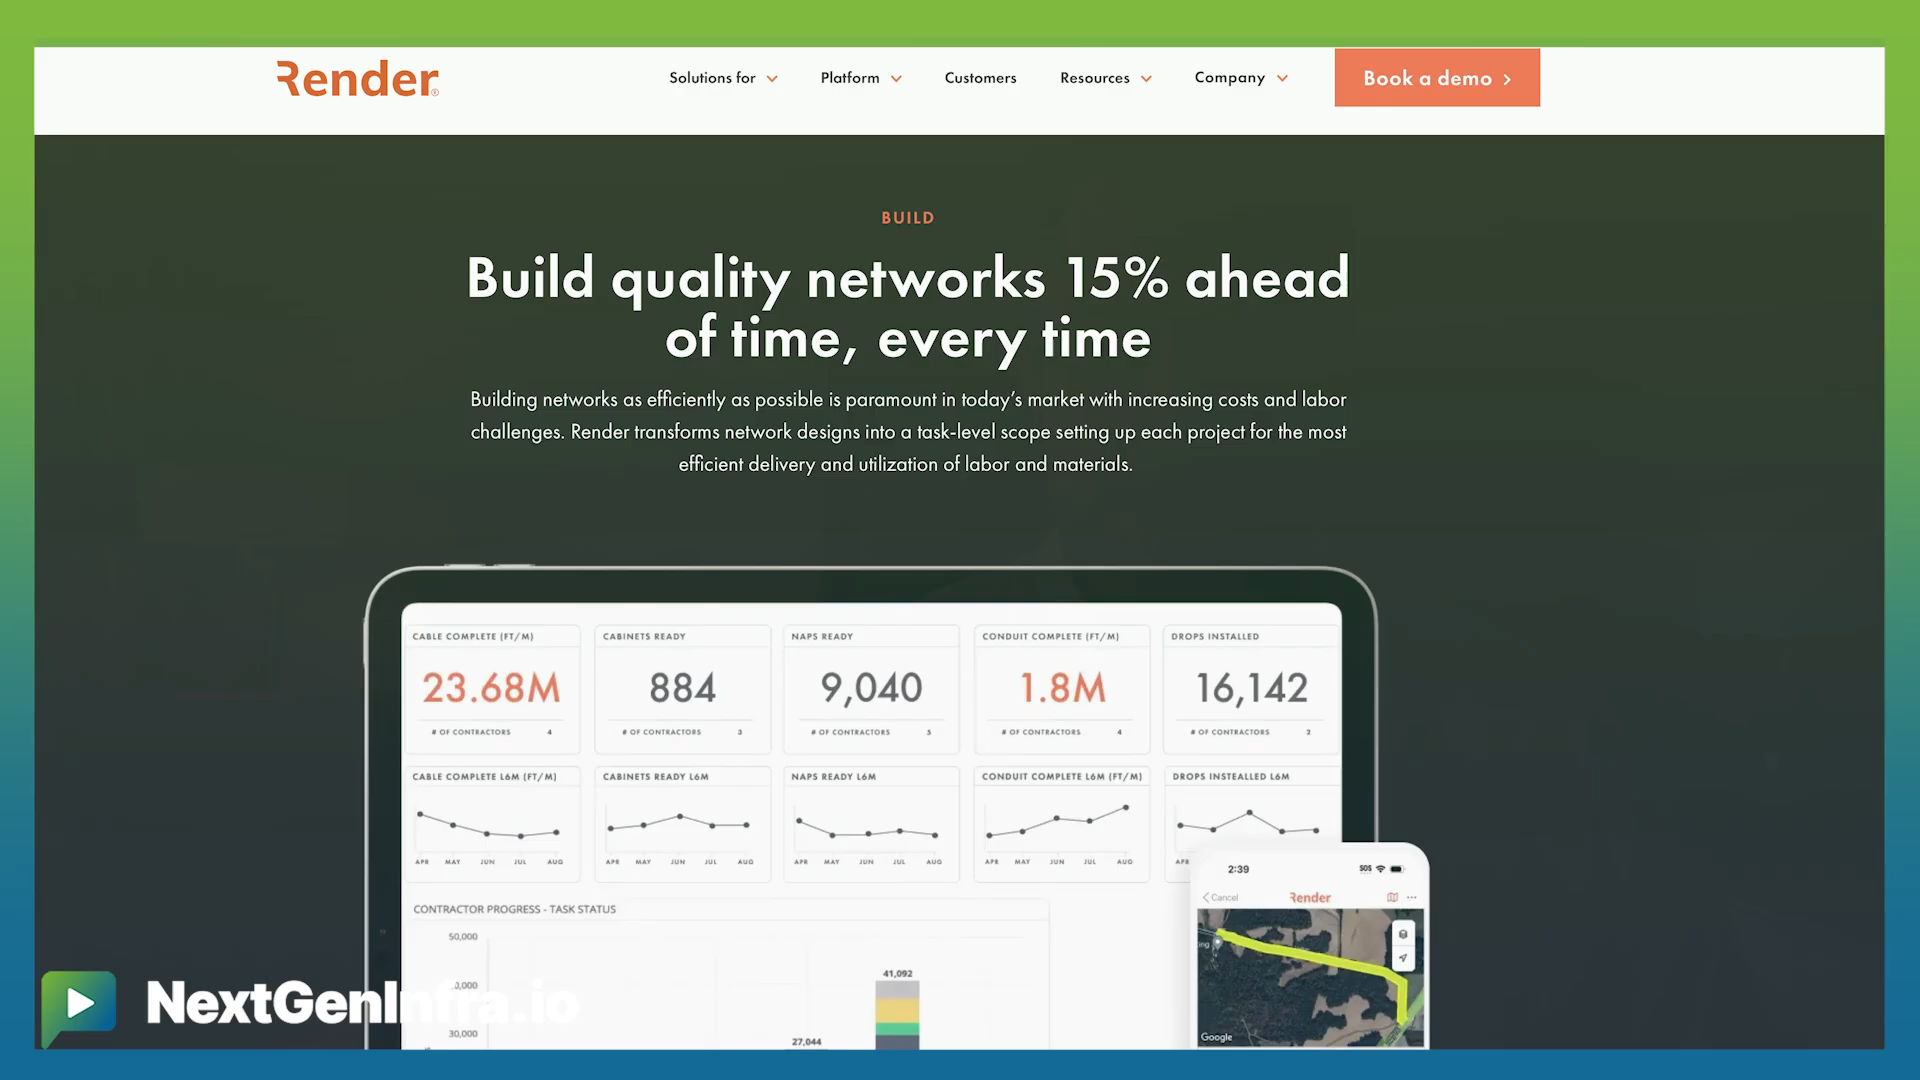 Render
Solutions for
Platform
Customers
Resources
Company
Book a demo
BUILD
Build quality networks 15% ahead
of time, every time
Building networks as efficiently as possible is paramount in today's market with increasing costs and labor
challenges. Render transforms network designs into a task-level scope setting up each project for the most
efficient delivery and utilization of labor and materials.
CABLE COMPLETE (FT/M)
23.68M
# OF CONTRACTORS 4
CABINETS READY
884
# OF CONTRACTORS 3
NAPS READY
9,040
# OF CONTRACTORS 5
CONDUIT COMPLETE (FT/M)
1.8M
# OF CONTRACTORS 4
DROPS INSTALLED
16,142
# OF CONTRACTORS 2
CABLE COMPLETE L6M (FT/M)
APR MAY JUN JUL AUG
CABINETS READY L6M
APR MAY JUN JUL AUG
NAPS READY L6M
APR MAY JUN JUL AUG
CONDUIT COMPLETE L6M (FT/M)
APR MAY JUN JUL AUG
DROPS INSTEALLED L6M
APR
2:39
SOS
Cancel
Render
ing
Google
CONTRACTOR PROGRESS - TASK STATUS
50,000
,000
30,000
41,092
27,044
NextGenInfra.io